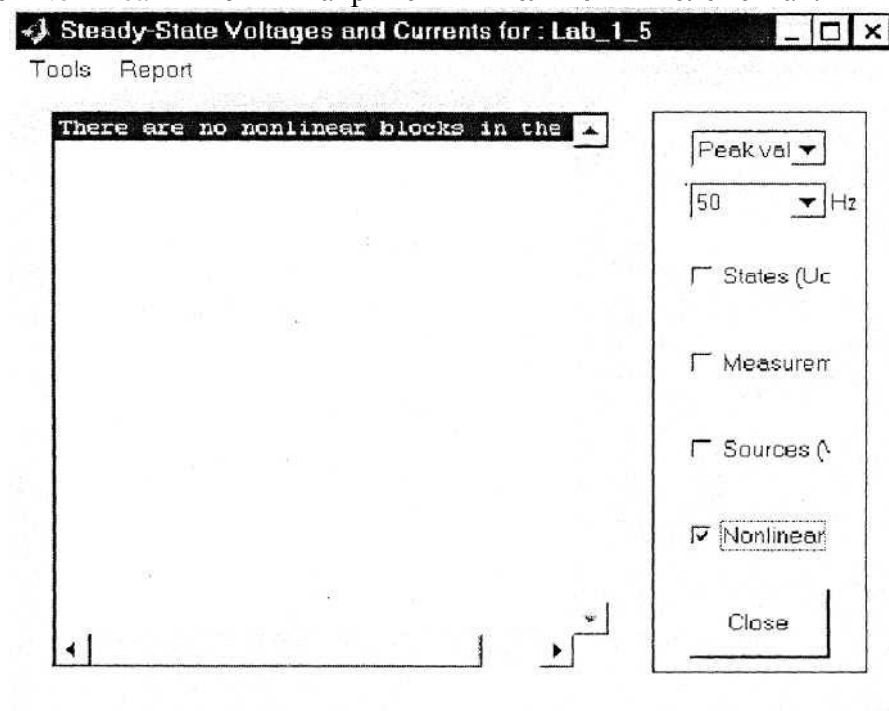 Steady-State Voltages and Currents for : Lab_1_5
Tools Report
There are no nonlinear blocks in the
Peak val
50 Hz
States (Uc
Measurem
Sources (
Nonlinear
Close